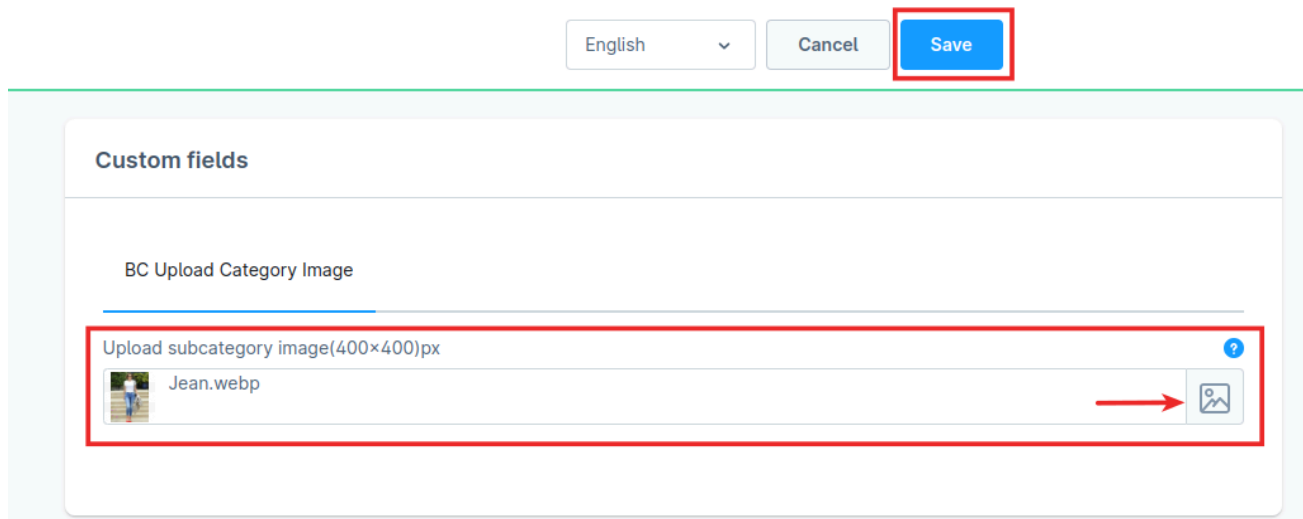 English
Cancel
Save
Custom fields
BC Upload Category Image
Upload subcategory image(400×400)px
?
Jean.webp